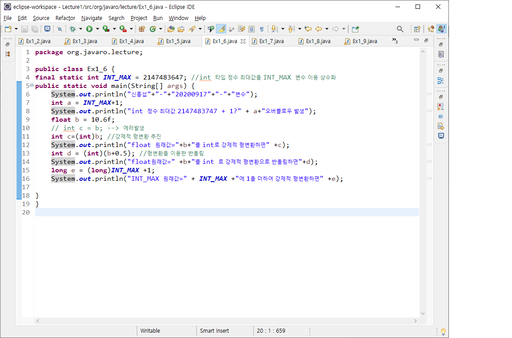 eclipse-workspace - Lecture1/src/org/javaro/lecture/Ex1_6.java - Eclipse IDE
File Edit Source Refactor Navigate Search Project Run Window Help
Ex1_2.java Ex1_3.java Ex1_4.java Ex1_5.java Ex1_6.java Ex1_7.java Ex1_8.java Ex1_9.java
1 package org.javaro.lecture;
2
3 public class Ex1_6 {
4 final static int INT_MAX = 2147483647; //int 타입 정수 최대값을 INT_MAX 변수 이용 상수화
5 public static void main(String[] args) {
6 System.out.println("신홍섭"+"-"+"20200917"+"-"+"변수");
7 int a = INT_MAX+1;
8 System.out.println("int 정수 최대값 2147483747 + 1?" + a+"오버플로우 발생");
9 float b = 10.6f;
10 // int c = b; --> 에러발생
11 int c=(int)b; //강제적 형변환 추진
12 System.out.println("float 원래값="+b+"를 int로 강제적 형변환하면" +c);
13 int d = (int)(b+0.5); //형변환을 이용한 반올림
14 System.out.println("float원래값=" +b+"를 int 로 강제적 형변환으로 반올림하면"+d);
15 long e = (long)INT_MAX +1;
16 System.out.println("INT_MAX 원래값=" + INT_MAX +"에 1을 더하여 강제적 형변환하면" +e);
17
18 }
19 }
20
Writable Smart Insert 20 : 1 : 659